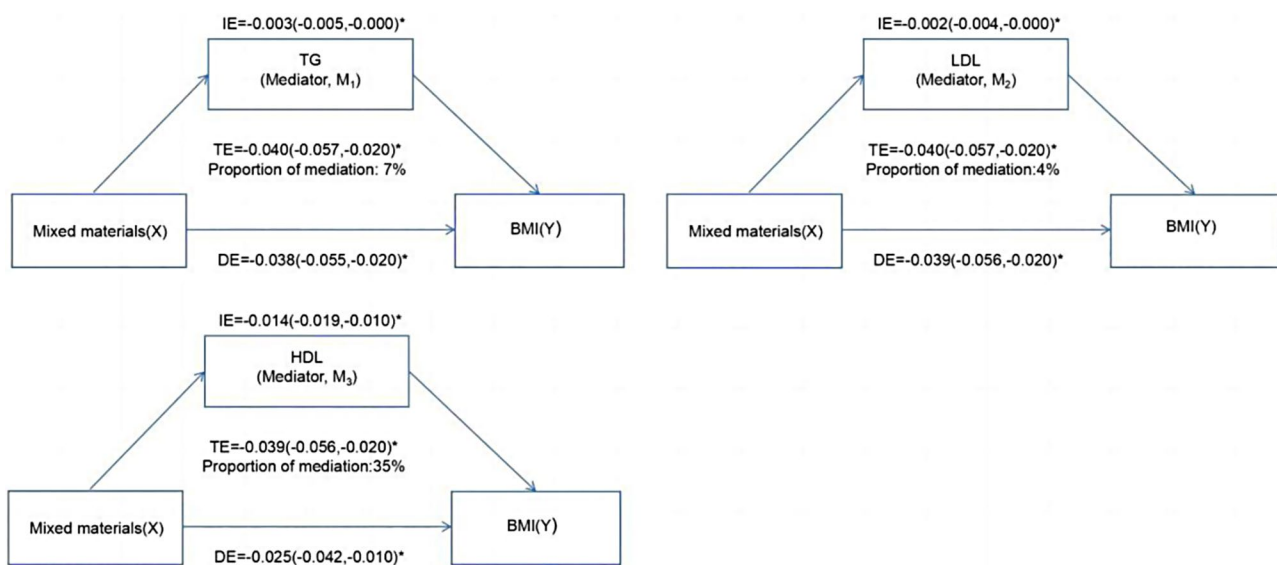 IE=-0.003(-0.005,-0.000)*
TG
(Mediator, M₁)
TE=-0.040(-0.057,-0.020)*
Proportion of mediation: 7%
Mixed materials(X)
BMI(Y)
DE=-0.038(-0.055,-0.020)*
IE=-0.002(-0.004,-0.000)*
LDL
(Mediator, M₂)
TE=-0.040(-0.057,-0.020)*
Proportion of mediation:4%
Mixed materials(X)
BMI(Y)
DE=-0.039(-0.056,-0.020)*
IE=-0.014(-0.019,-0.010)*
HDL
(Mediator, M₃)
TE=-0.039(-0.056,-0.020)*
Proportion of mediation:35%
Mixed materials(X)
BMI(Y)
DE=-0.025(-0.042,-0.010)*